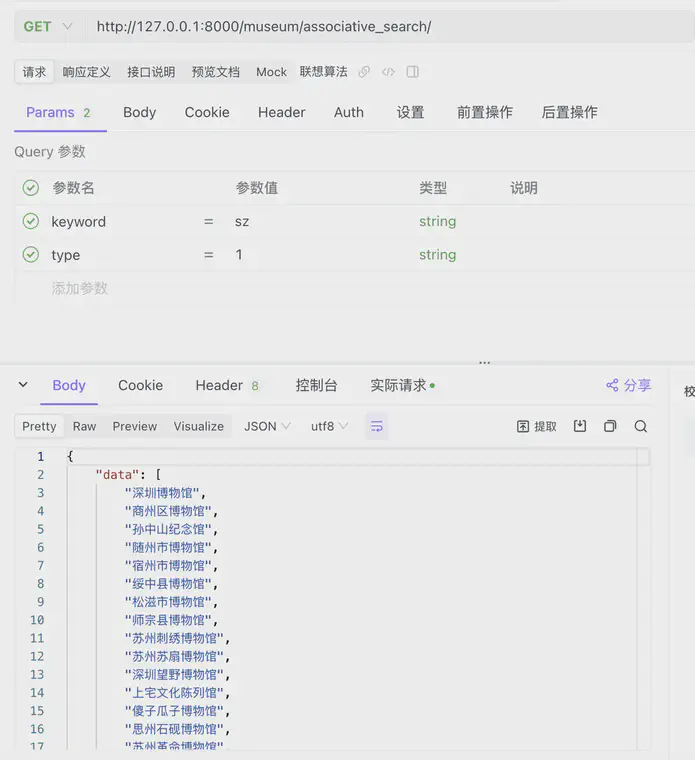 GET http://127.0.0.1:8000/museum/associative_search/
请求 响应定义 接口说明 预览文档 Mock 联想算法
Params 2 Body Cookie Header Auth 设置 前置操作 后置操作
Query 参数
参数名 参数值 类型 说明
keyword = sz string
type = 1 string
添加参数
Body Cookie Header 8 控制台 实际请求 分享 校
Pretty Raw Preview Visualize JSON utf8 提取
1 {
2 "data": [
3 "深圳博物馆",
4 "商州区博物馆",
5 "孙中山纪念馆",
6 "随州市博物馆",
7 "宿州市博物馆",
8 "绥中县博物馆",
9 "松滋市博物馆",
10 "师宗县博物馆",
11 "苏州刺绣博物馆",
12 "苏州苏扇博物馆",
13 "深圳望野博物馆",
14 "上宅文化陈列馆",
15 "傻子瓜子博物馆",
16 "思州石砚博物馆",
17 "苏州革命博物馆",